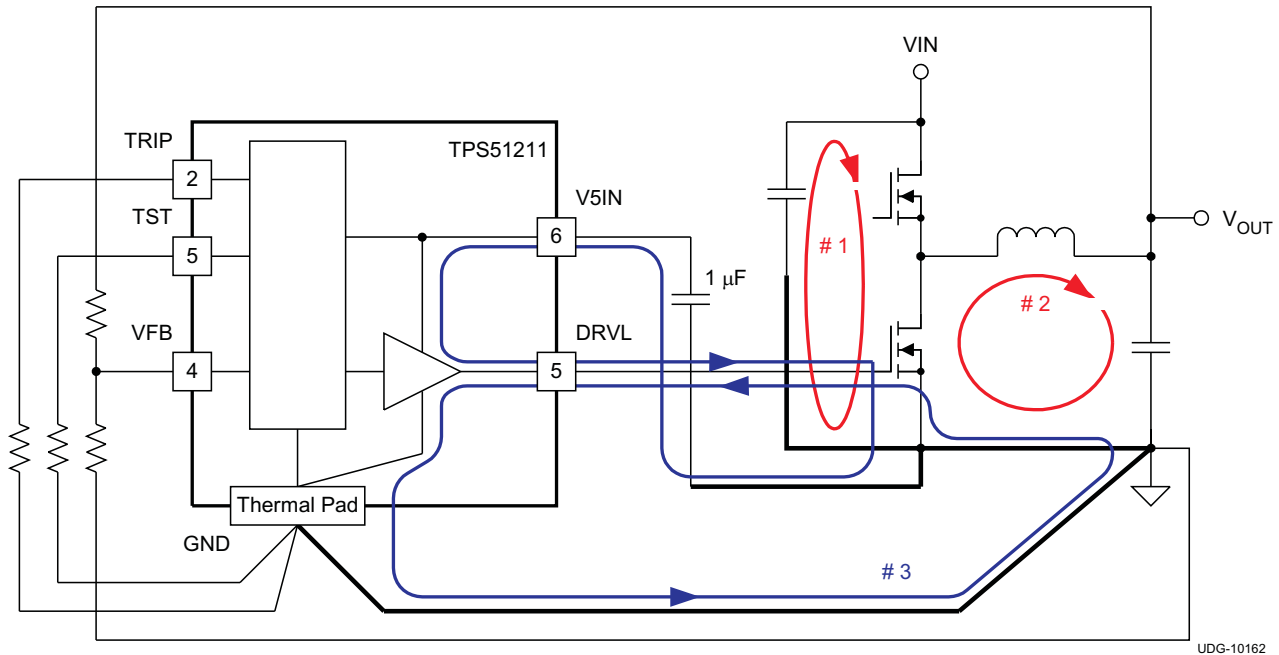 VIN
TRIP
TPS51211
2
V5IN
TST
6
VOUT
5
# 1
1 μF
# 2
VFB
DRVL
4
5
Thermal Pad
GND
# 3
UDG-10162